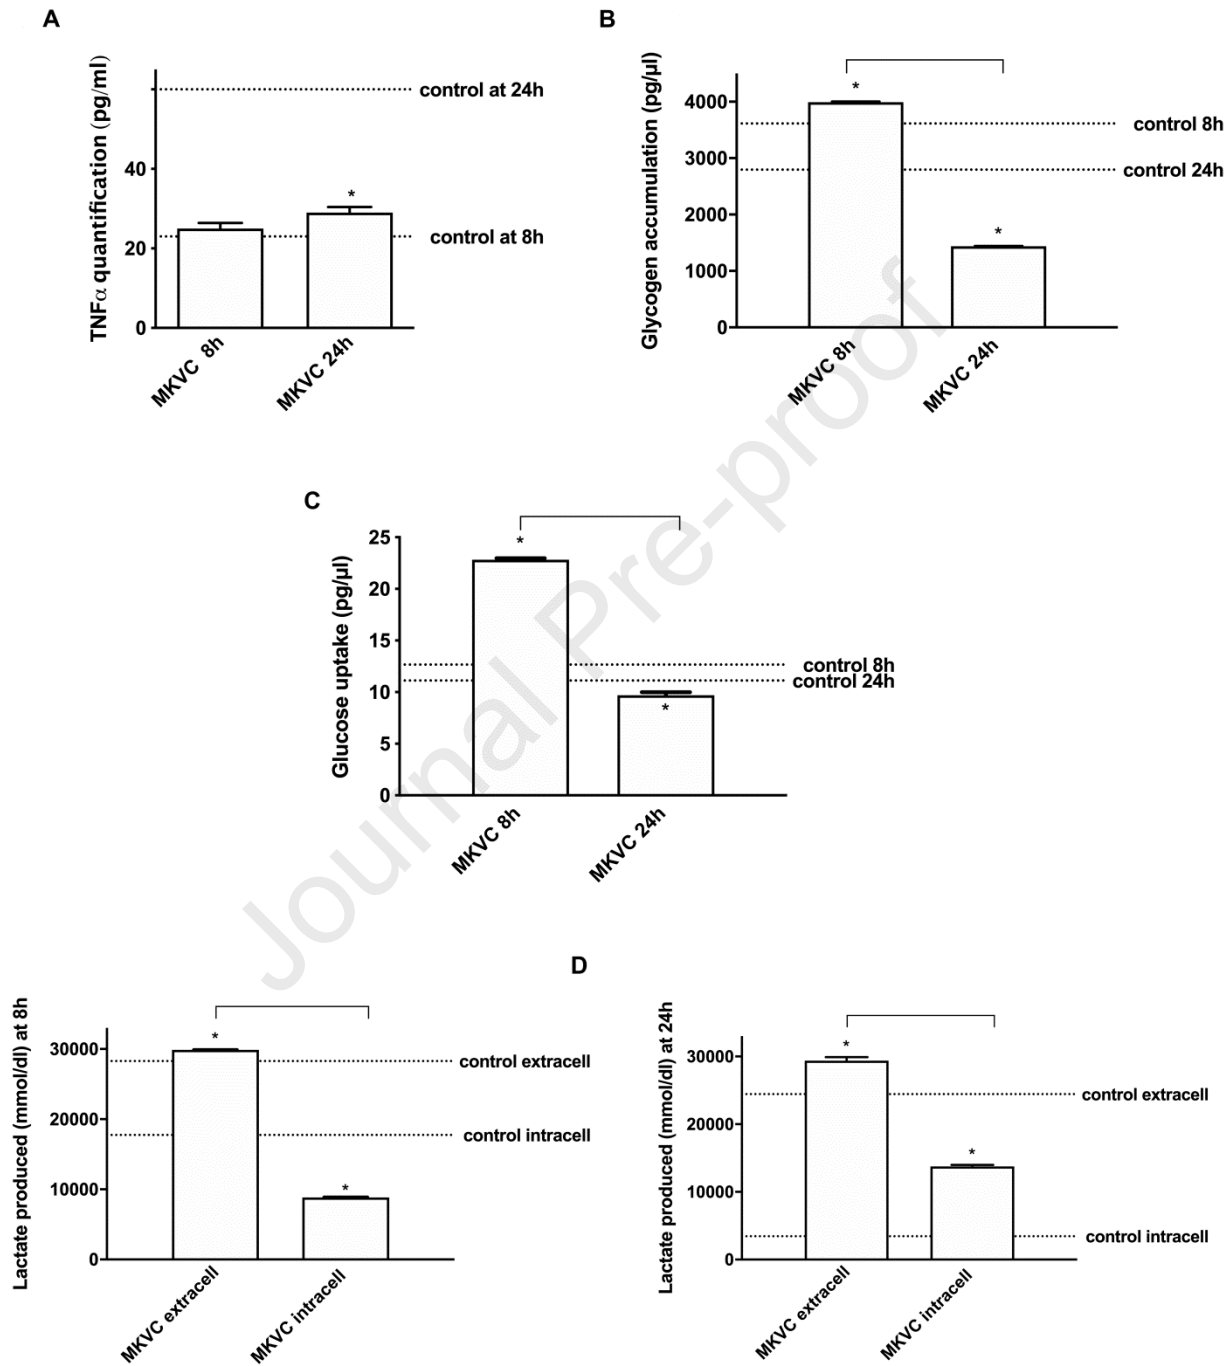 A
TNFα quantification (pg/ml)
40
20
0
control at 24h
control at 8h
*
MKVC 8h
MKVC 24h
B
Glycogen accumulation (pg/µl)
4000
3000
2000
1000
0
*
*
control 8h
control 24h
MKVC 8h
MKVC 24h
C
Glucose uptake (pg/µl)
25
20
15
10
5
0
*
*
control 8h
control 24h
MKVC 8h
MKVC 24h
Journal Pre-proof
D
Lactate produced (mmol/dl) at 8h
30000
20000
10000
0
*
*
control extracell
control intracell
MKVC extracell
MKVC intracell
Lactate produced (mmol/dl) at 24h
30000
20000
10000
0
*
*
control extracell
control intracell
MKVC extracell
MKVC intracell